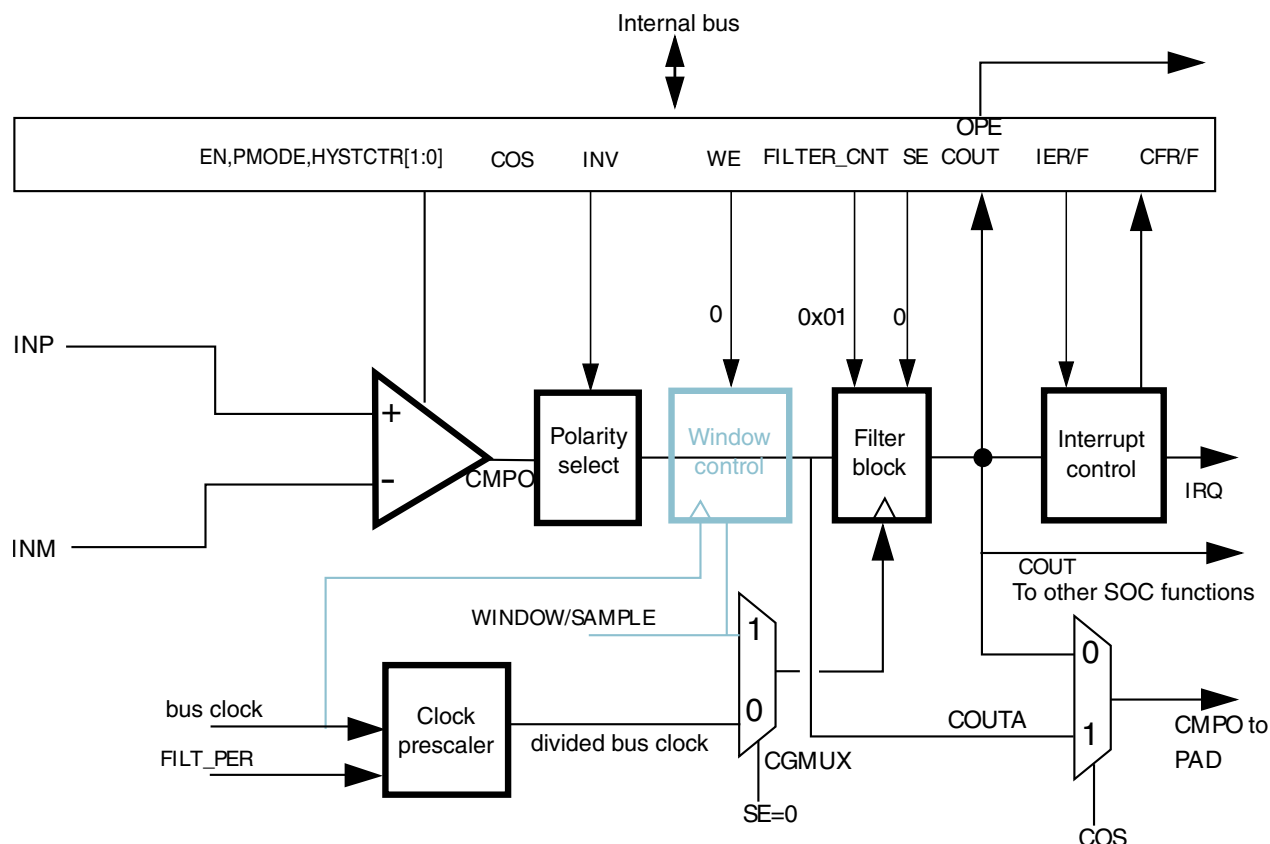 Internal bus
OPE
EN,PMODE,HYSTCTR[1:0] COS INV WE FILTER_CNT SE COUT IER/F CFR/F
0 0x01 0
INP
+
-
CMPO
INM
Polarity
select
Window
control
Filter
block
Interrupt
control
IRQ
COUT
To other SOC functions
WINDOW/SAMPLE
1
0
CGMUX
SE=0
bus clock
FILT_PER
Clock
prescaler
divided bus clock
COUTA
0
1
CMPO to
PAD
COS